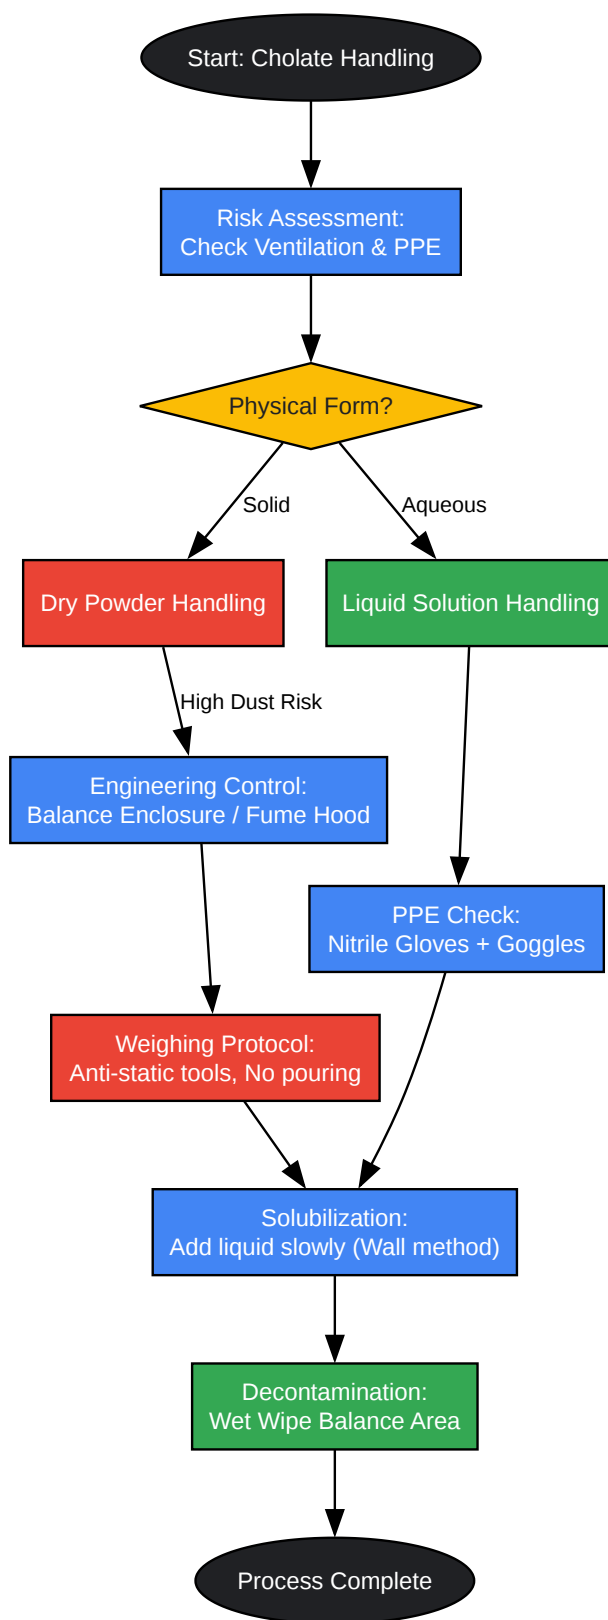 Start: Cholate Handling
Risk Assessment:
Check Ventilation & PPE
Physical Form?
Solid
Aqueous
Dry Powder Handling
Liquid Solution Handling
High Dust Risk
Engineering Control:
Balance Enclosure / Fume Hood
PPE Check:
Nitrile Gloves + Goggles
Weighing Protocol:
Anti-static tools, No pouring
Solubilization:
Add liquid slowly (Wall method)
Decontamination:
Wet Wipe Balance Area
Process Complete